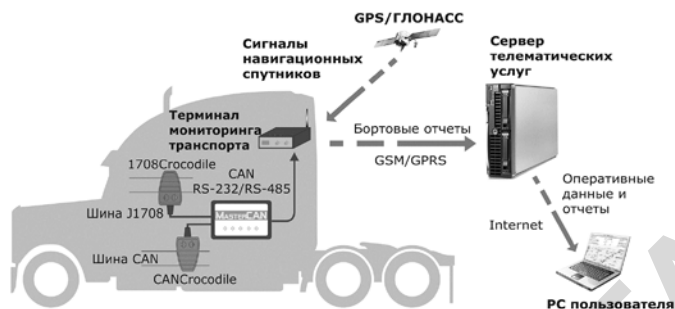 GPS/ГЛОНАСС
Сигналы
навигационных
спутников
Сервер
телематических
услуг
Терминал
мониторинга
транспорта
Бортовые отчеты
GSM/GPRS
1708Crocodile
CAN
RS-232/RS-485
Шина J1708
MASTERCAN
Шина CAN
CANCrocodile
Оперативные
данные и
отчеты
Internet
PC пользователя